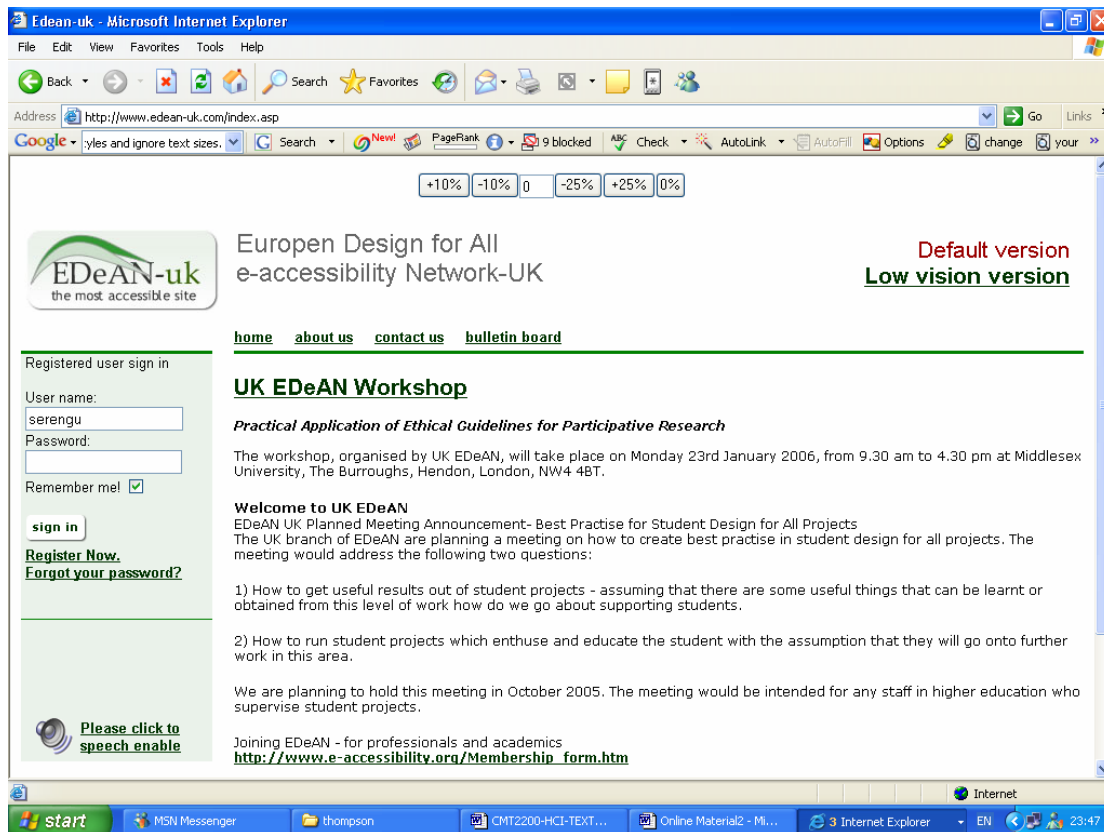 Edean-uk - Microsoft Internet Explorer
File Edit View Favorites Tools Help
Back Search Favorites
Address http://www.edean-uk.com/index.asp Go Links
Google :yles and ignore text sizes. Search New! PageRank 9 blocked ABC Check AutoLink AutoFill Options change your
+10% -10% 0 -25% +25% 0%
EDeAN-uk
the most accessible site
Europen Design for All
e-accessibility Network-UK
Default version
Low vision version
home about us contact us bulletin board
Registered user sign in
User name:
serengu
Password:
Remember me!
sign in
Register Now.
Forgot your password?
Please click to
speech enable
UK EDeAN Workshop
Practical Application of Ethical Guidelines for Participative Research
The workshop, organised by UK EDeAN, will take place on Monday 23rd January 2006, from 9.30 am to 4.30 pm at Middlesex
University, The Burroughs, Hendon, London, NW4 4BT.
Welcome to UK EDeAN
EDeAN UK Planned Meeting Announcement- Best Practise for Student Design for All Projects
The UK branch of EDeAN are planning a meeting on how to create best practise in student design for all projects. The
meeting would address the following two questions:
1) How to get useful results out of student projects - assuming that there are some useful things that can be learnt or
obtained from this level of work how do we go about supporting students.
2) How to run student projects which enthuse and educate the student with the assumption that they will go onto further
work in this area.
We are planning to hold this meeting in October 2005. The meeting would be intended for any staff in higher education who
supervise student projects.
Joining EDeAN - for professionals and academics
http://www.e-accessibility.org/Membership_form.htm
Internet
start MSN Messenger thompson CMT2200-HCI-TEXT... Online Material2 - Mi... 3 Internet Explorer EN 23:47